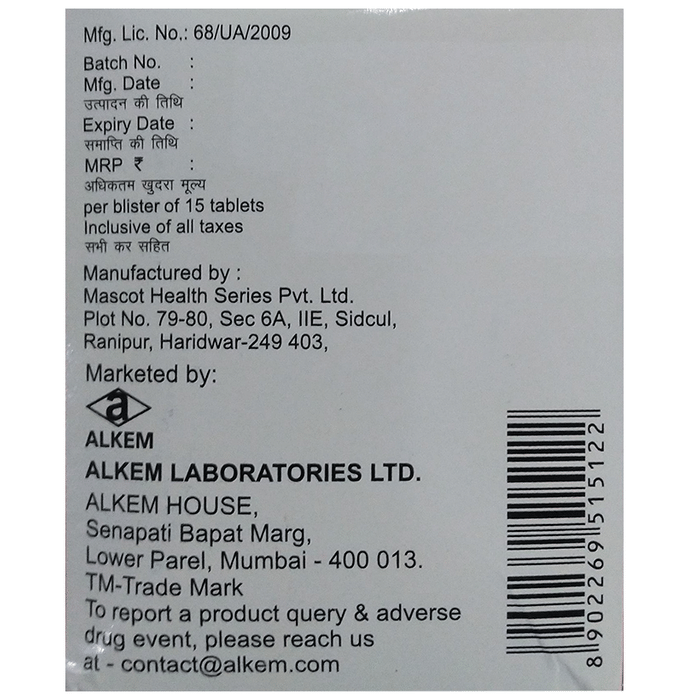 Mfg. Lic. No.: 68/UA/2009
Batch No. :
Mfg. Date :
उत्पादन की तिथि
Expiry Date :
समाप्ति की तिथि
MRP ₹ :
अधिकतम खुदरा मूल्य
per blister of 15 tablets
Inclusive of all taxes
सभी कर सहित
Manufactured by :
Mascot Health Series Pvt. Ltd.
Plot No. 79-80, Sec 6A, IIE, Sidcul,
Ranipur, Haridwar-249 403,
Marketed by:
a
ALKEM
ALKEM LABORATORIES LTD.
ALKEM HOUSE,
Senapati Bapat Marg,
Lower Parel, Mumbai - 400 013.
TM-Trade Mark
To report a product query & adverse
drug event, please reach us
at - contact@alkem.com
8 902269 515122